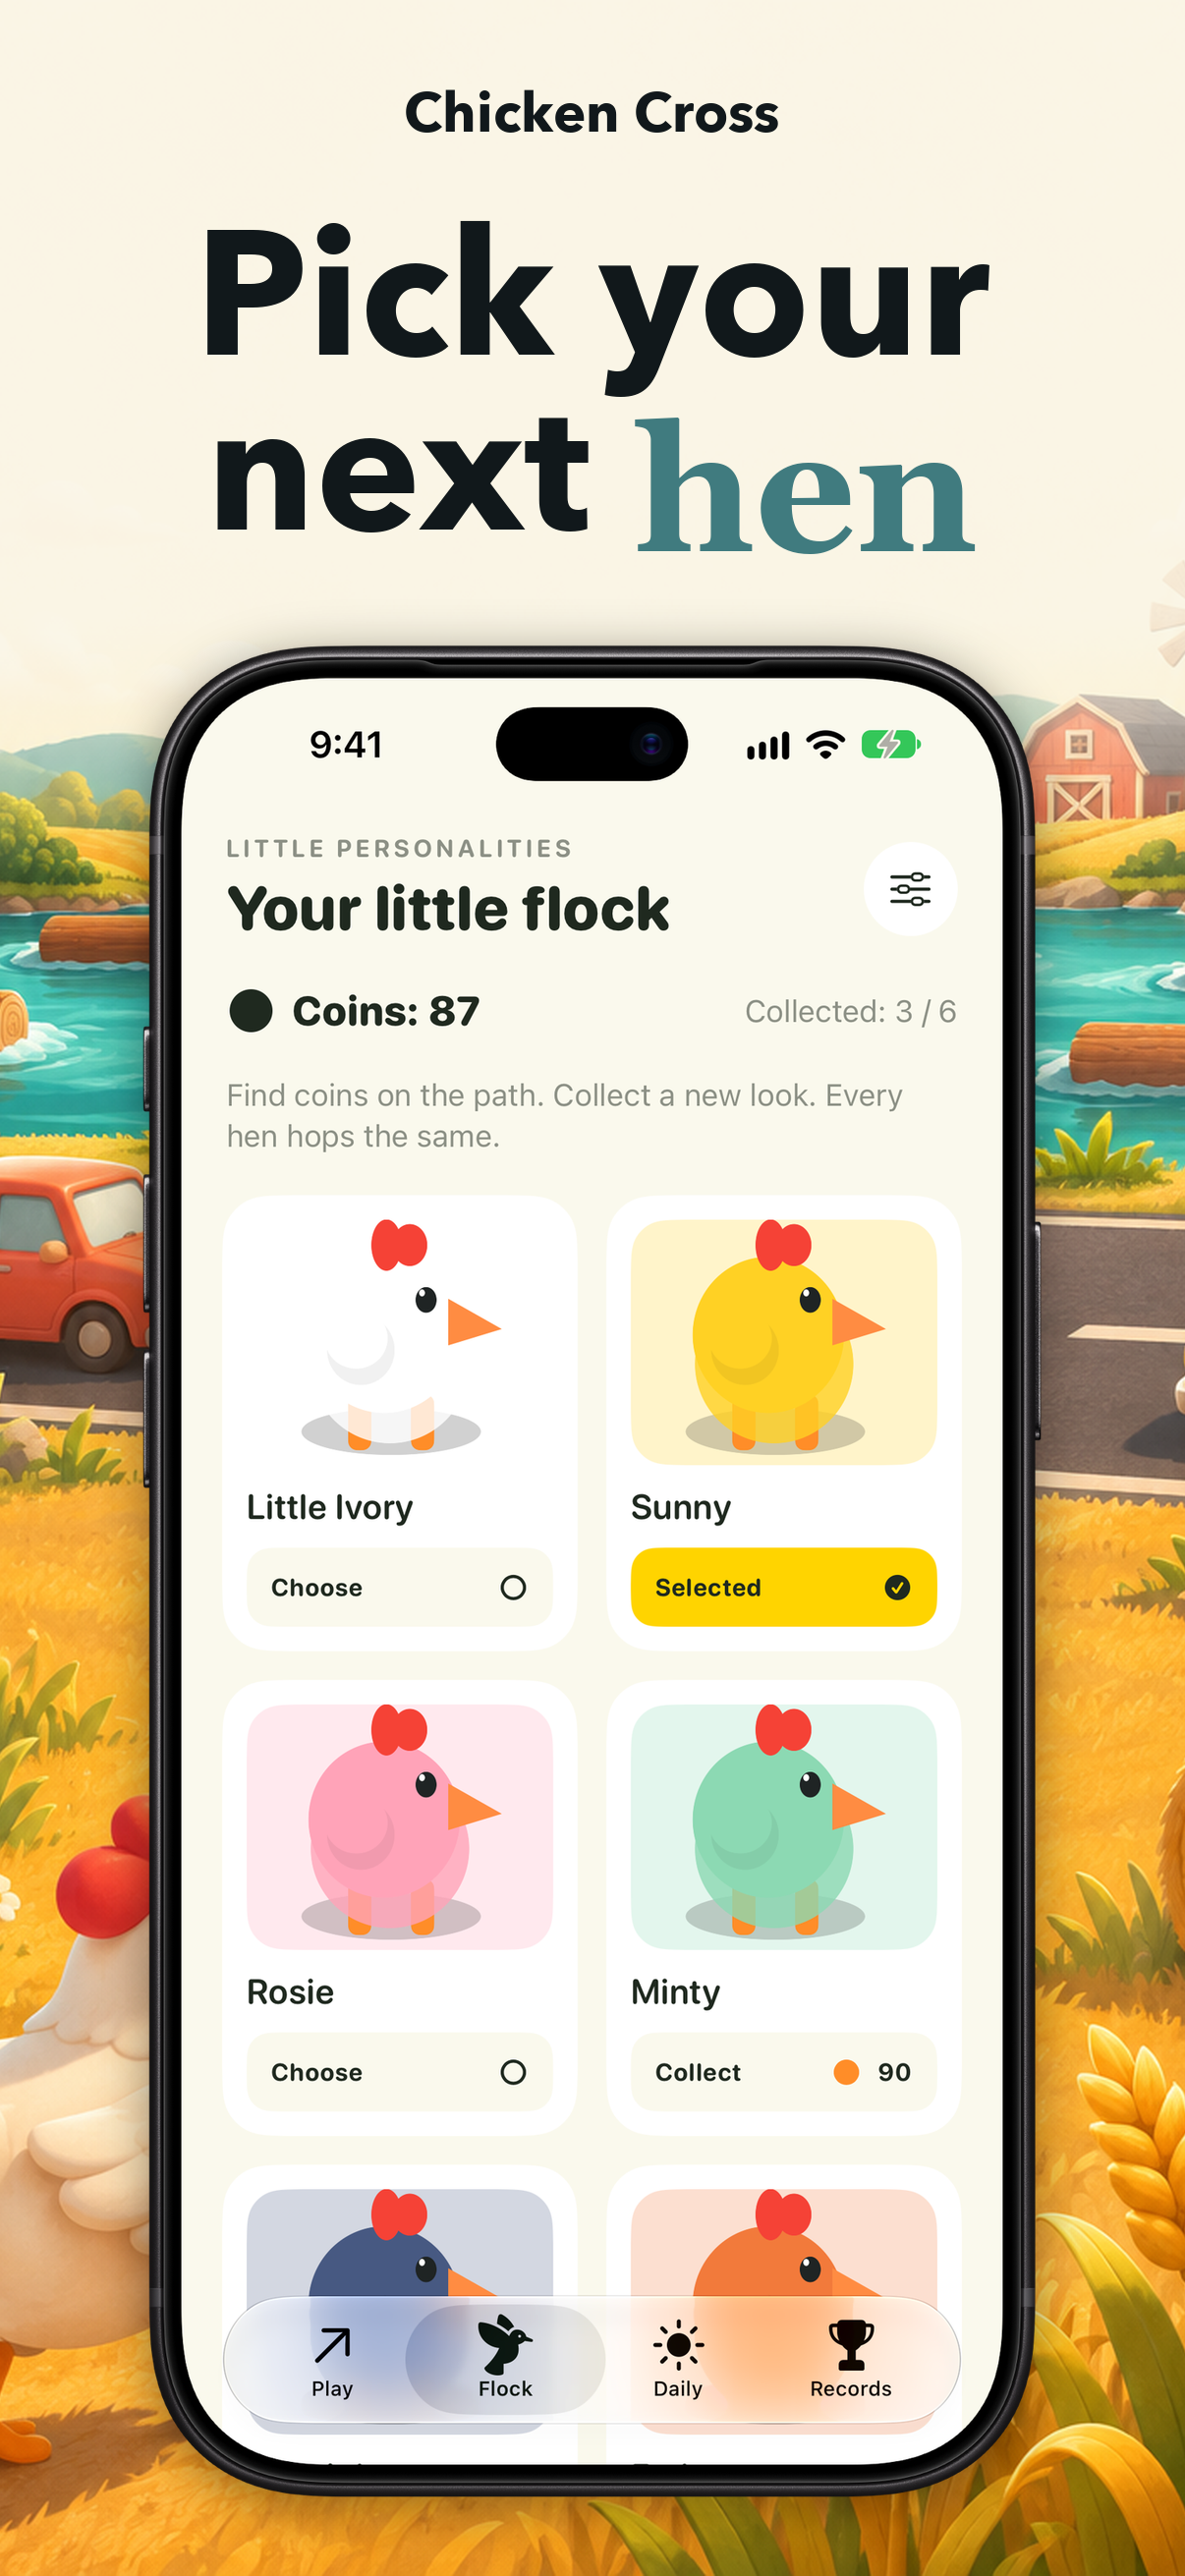 Chicken Cross
Pick your
next hen
9:41
LITTLE PERSONALITIES
Your little flock
Coins: 87
Collected: 3 / 6
Find coins on the path. Collect a new look. Every
hen hops the same.
Little Ivory
Sunny
Choose
Selected
Rosie
Minty
Choose
Collect 90
Play
Flock
Daily
Records